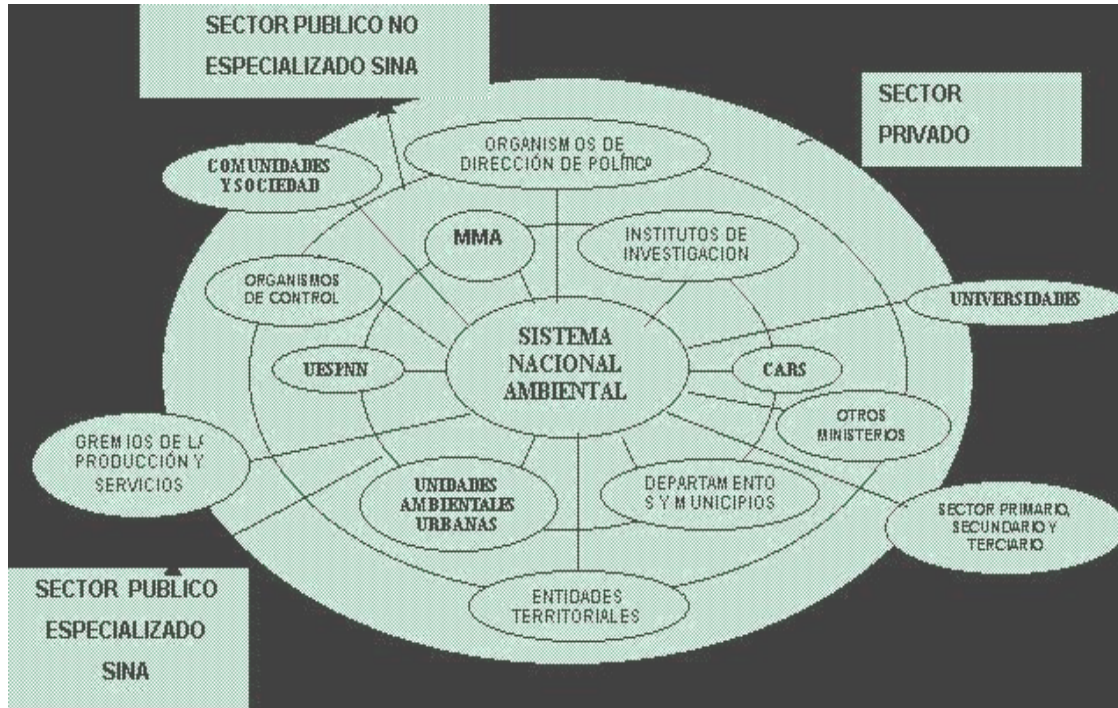 SECTOR PUBLICO NO
ESPECIALIZADO SINA
SECTOR
PRIVADO
ORGANISMOS DE
DIRECCIÓN DE POLÍTICA
COMUNIDADES
Y SOCIEDAD
MMA
INSTITUTOS DE
INVESTIGACION
ORGANISMOS
DE CONTROL
UNIVERSIDADES
SISTEMA
NACIONAL
AMBIENTAL
UESPNN
CARS
OTROS
MINISTERIOS
GREMIOS DE LA
PRODUCCIÓN Y
SERVICIOS
UNIDADES
AMBIENTALES
URBANAS
DEPARTAMENTO
S Y MUNICIPIOS
SECTOR PRIMARIO,
SECUNDARIO Y
TERCIARIO
ENTIDADES
TERRITORIALES
SECTOR PUBLICO
ESPECIALIZADO
SINA